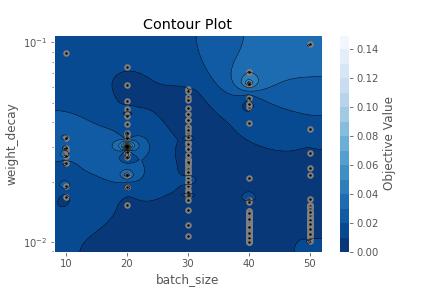 Contour Plot
10⁻¹
10⁻²
weight_decay
10 20 30 40 50
batch_size
0.14
0.12
0.10
0.08
0.06
0.04
0.02
0.00
Objective Value